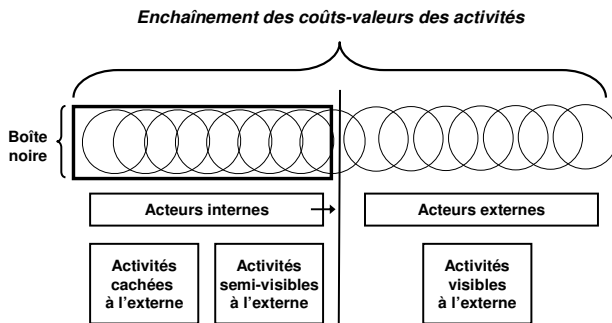 Enchaînement des coûts-valeurs des activités
Boîte
noire
Acteurs internes
Acteurs externes
Activités
cachées
à l'externe
Activités
semi-visibles
à l'externe
Activités
visibles
à l'externe